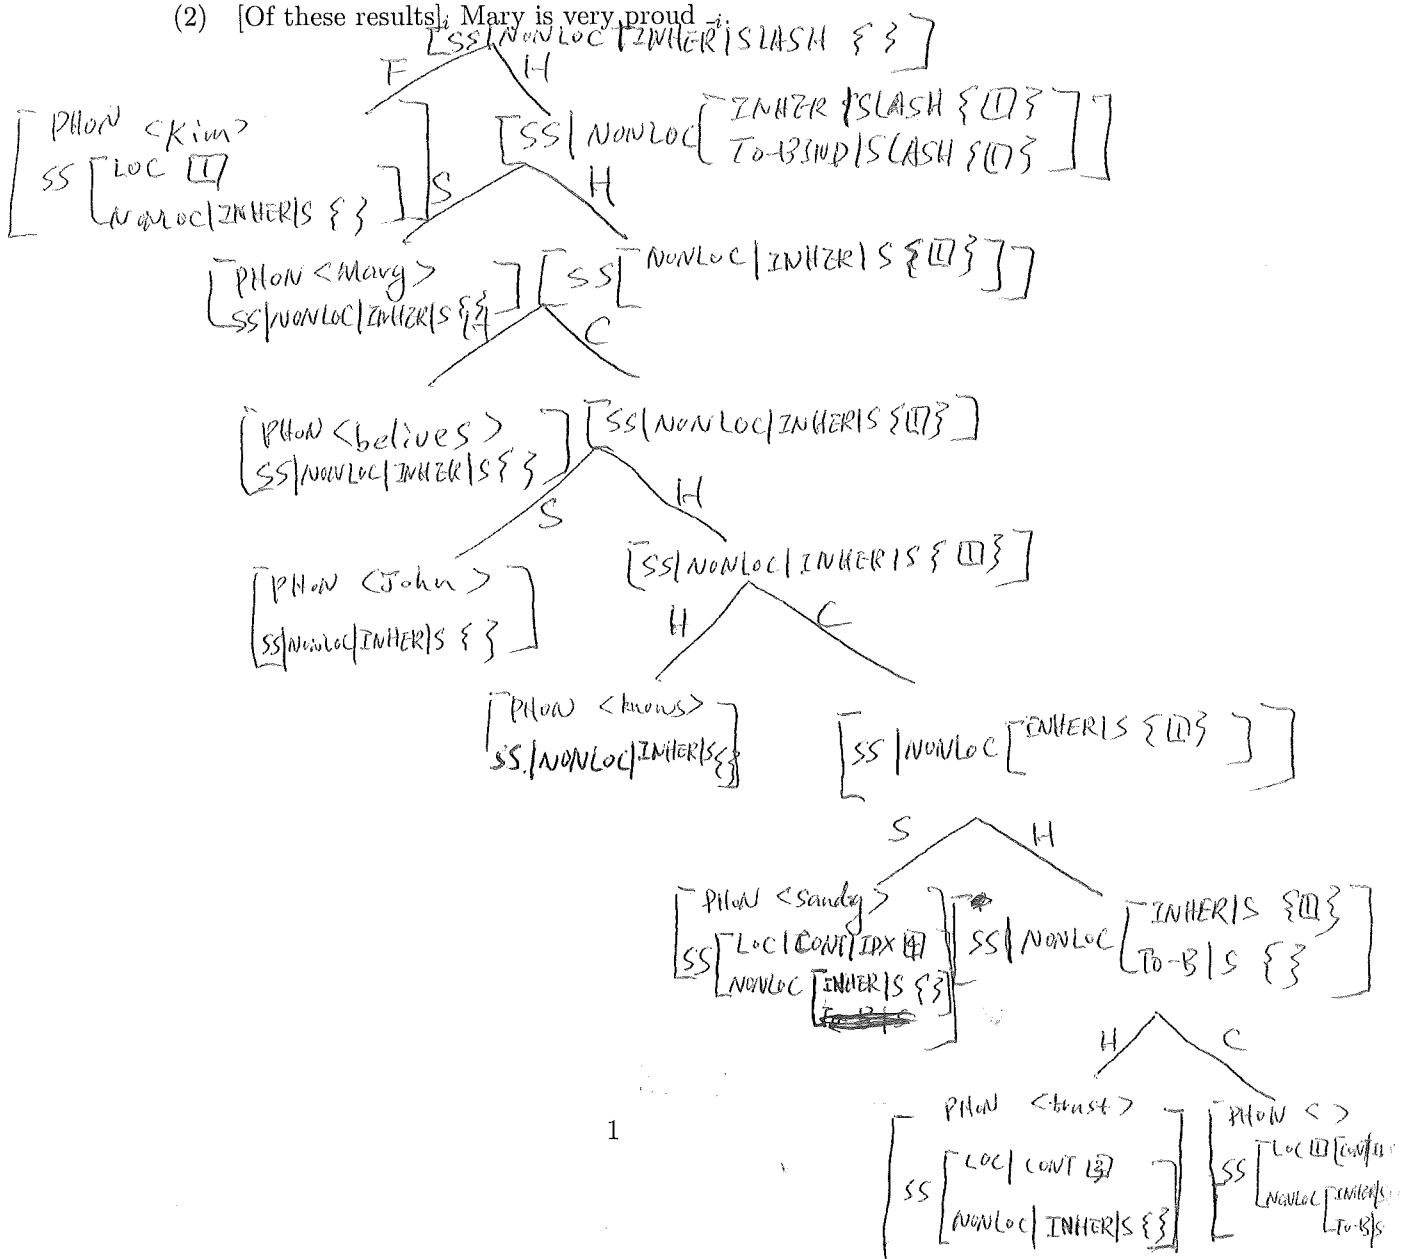 (2) [Of these results]i Mary is very proud _i.
[SS|NONLOC|INHER|SLASH { }]
F H
[PHON <Kim>
SS [LOC [1]
NONLOC|INHER|S { }]]
[SS|NONLOC[INHER|SLASH {[1]}
TO-BIND|SLASH {[1]}]]
S H
[PHON <Mary>
SS|NONLOC|INHER|S { }]
[SS[NONLOC|INHER|S {[1]}]]
H C
[PHON <belives>
SS|NONLOC|INHER|S { }]
[SS|NONLOC|INHER|S {[1]}]
S H
[PHON <John>
SS|NONLOC|INHER|S { }]
[SS|NONLOC|INHER|S {[1]}]
H C
[PHON <knows>
SS|NONLOC|INHER|S{ }]
[SS|NONLOC[INHER|S {[1]}]]
S H
[PHON <Sandy>
SS[LOC|CONT|IDX [4]
NONLOC [INHER|S { }]
[SS|NONLOC [INHER|S {[1]}
TO-B|S { }]
H C
[PHON <trust>
SS [LOC|CONT [3]
NONLOC|INHER|S { }]]
[PHON < >
SS [LOC [1]
NONLOC [INHER|S
TO-B|S
1